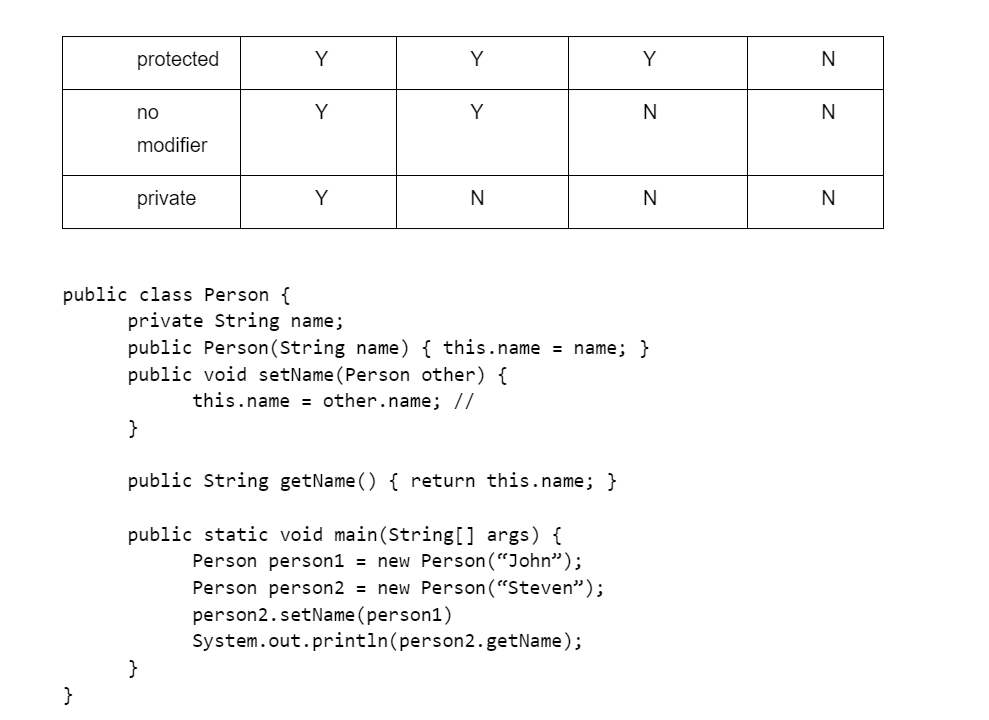 protected Y Y Y N
no Y Y N N
modifier
private Y N N N
public class Person {
private String name;
public Person(String name) { this.name = name; }
public void setName(Person other) {
this.name = other.name; //
}
public String getName() { return this.name; }
public static void main(String[] args) {
Person person1 = new Person(“John”);
Person person2 = new Person(“Steven”);
person2.setName(person1)
System.out.println(person2.getName);
}
}